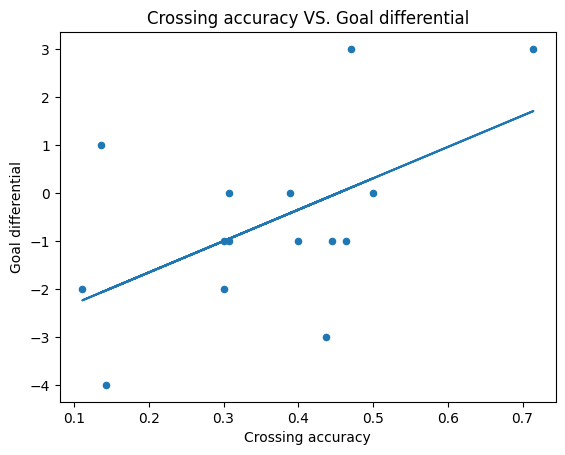 Crossing accuracy VS. Goal differential
3
2
1
0
−1
−2
−3
−4
Goal differential
0.1 0.2 0.3 0.4 0.5 0.6 0.7
Crossing accuracy